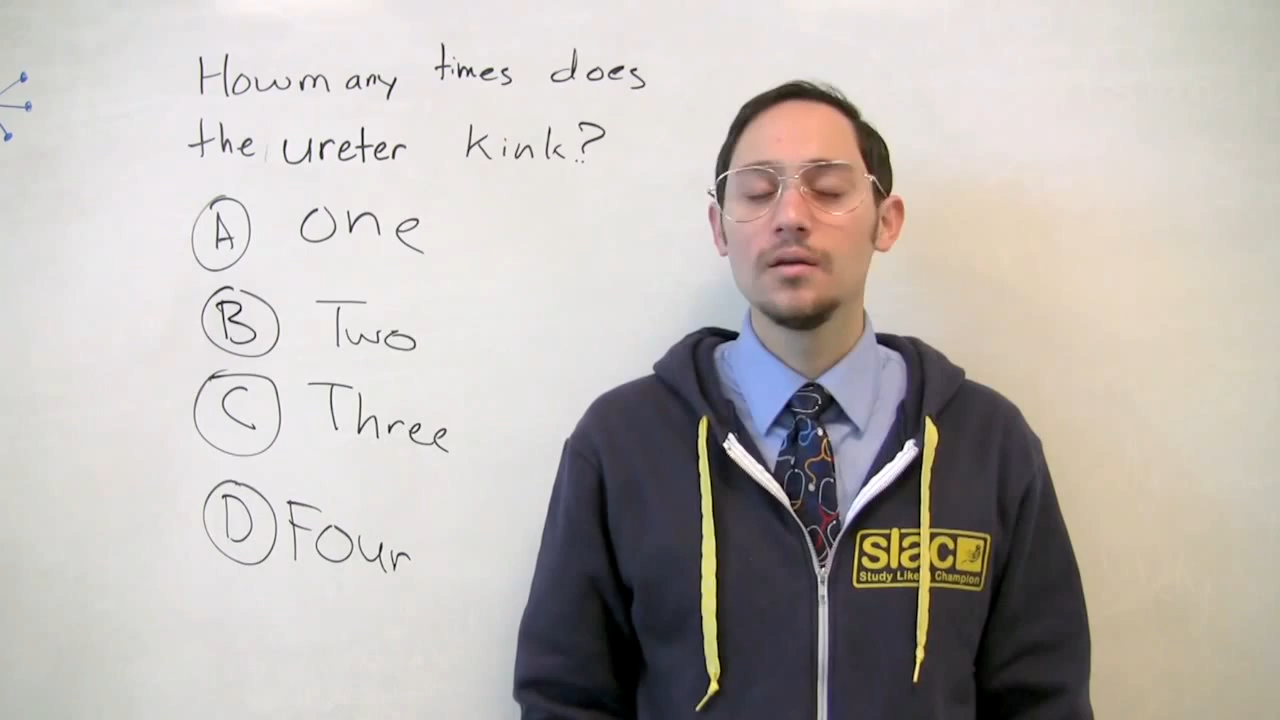 How many times does
the ureter kink?
A One
B Two
C Three
D Four
slac
Study Like a Champion